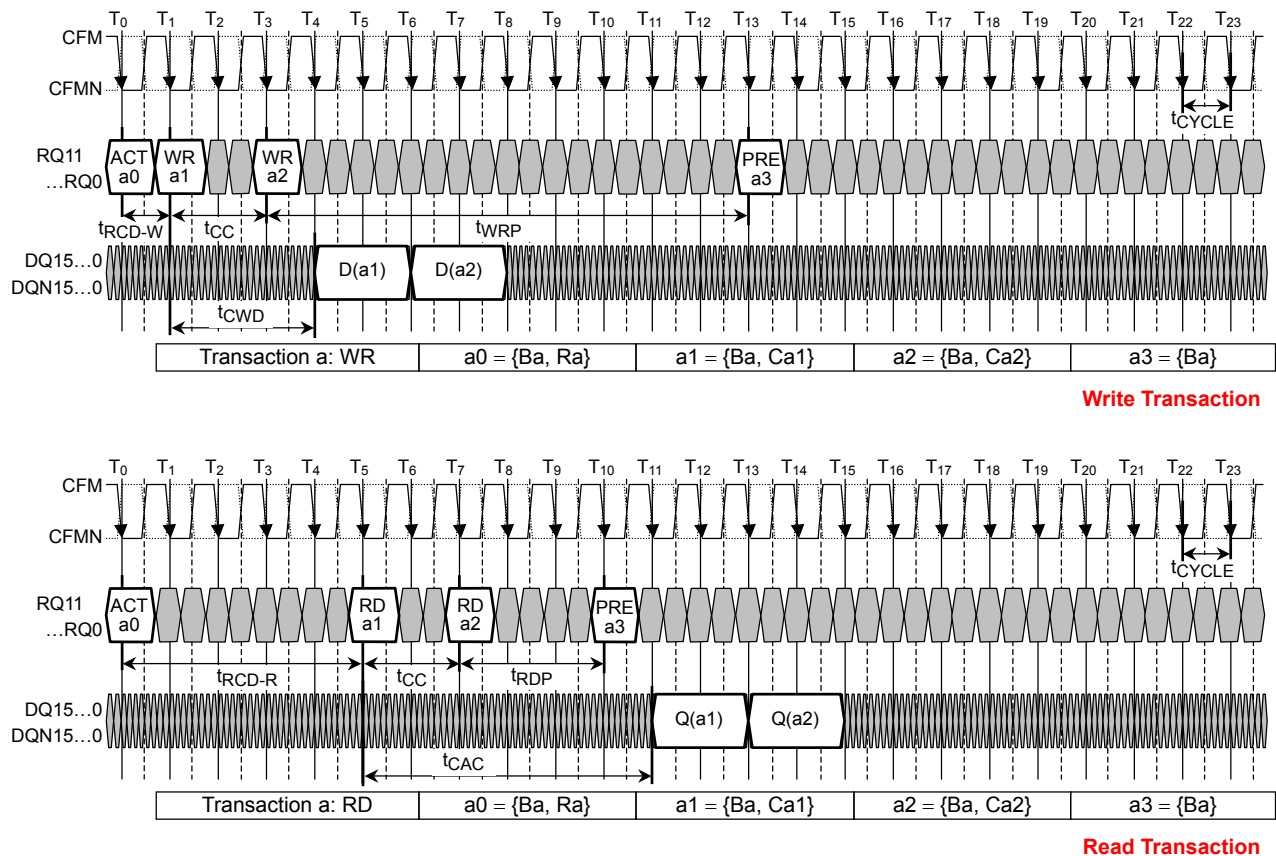 T0 T1 T2 T3 T4 T5 T6 T7 T8 T9 T10 T11 T12 T13 T14 T15 T16 T17 T18 T19 T20 T21 T22 T23
CFM
CFMN
tCYCLE
RQ11 ACT WR WR PRE
…RQ0 a0 a1 a2 a3
tRCD-W tCC tWRP
DQ15…0 D(a1) D(a2)
DQN15…0
tCWD
Transaction a: WR a0 = {Ba, Ra} a1 = {Ba, Ca1} a2 = {Ba, Ca2} a3 = {Ba}
Write Transaction
T0 T1 T2 T3 T4 T5 T6 T7 T8 T9 T10 T11 T12 T13 T14 T15 T16 T17 T18 T19 T20 T21 T22 T23
CFM
CFMN
tCYCLE
RQ11 ACT RD RD PRE
…RQ0 a0 a1 a2 a3
tRCD-R tCC tRDP
DQ15…0 Q(a1) Q(a2)
DQN15…0
tCAC
Transaction a: RD a0 = {Ba, Ra} a1 = {Ba, Ca1} a2 = {Ba, Ca2} a3 = {Ba}
Read Transaction